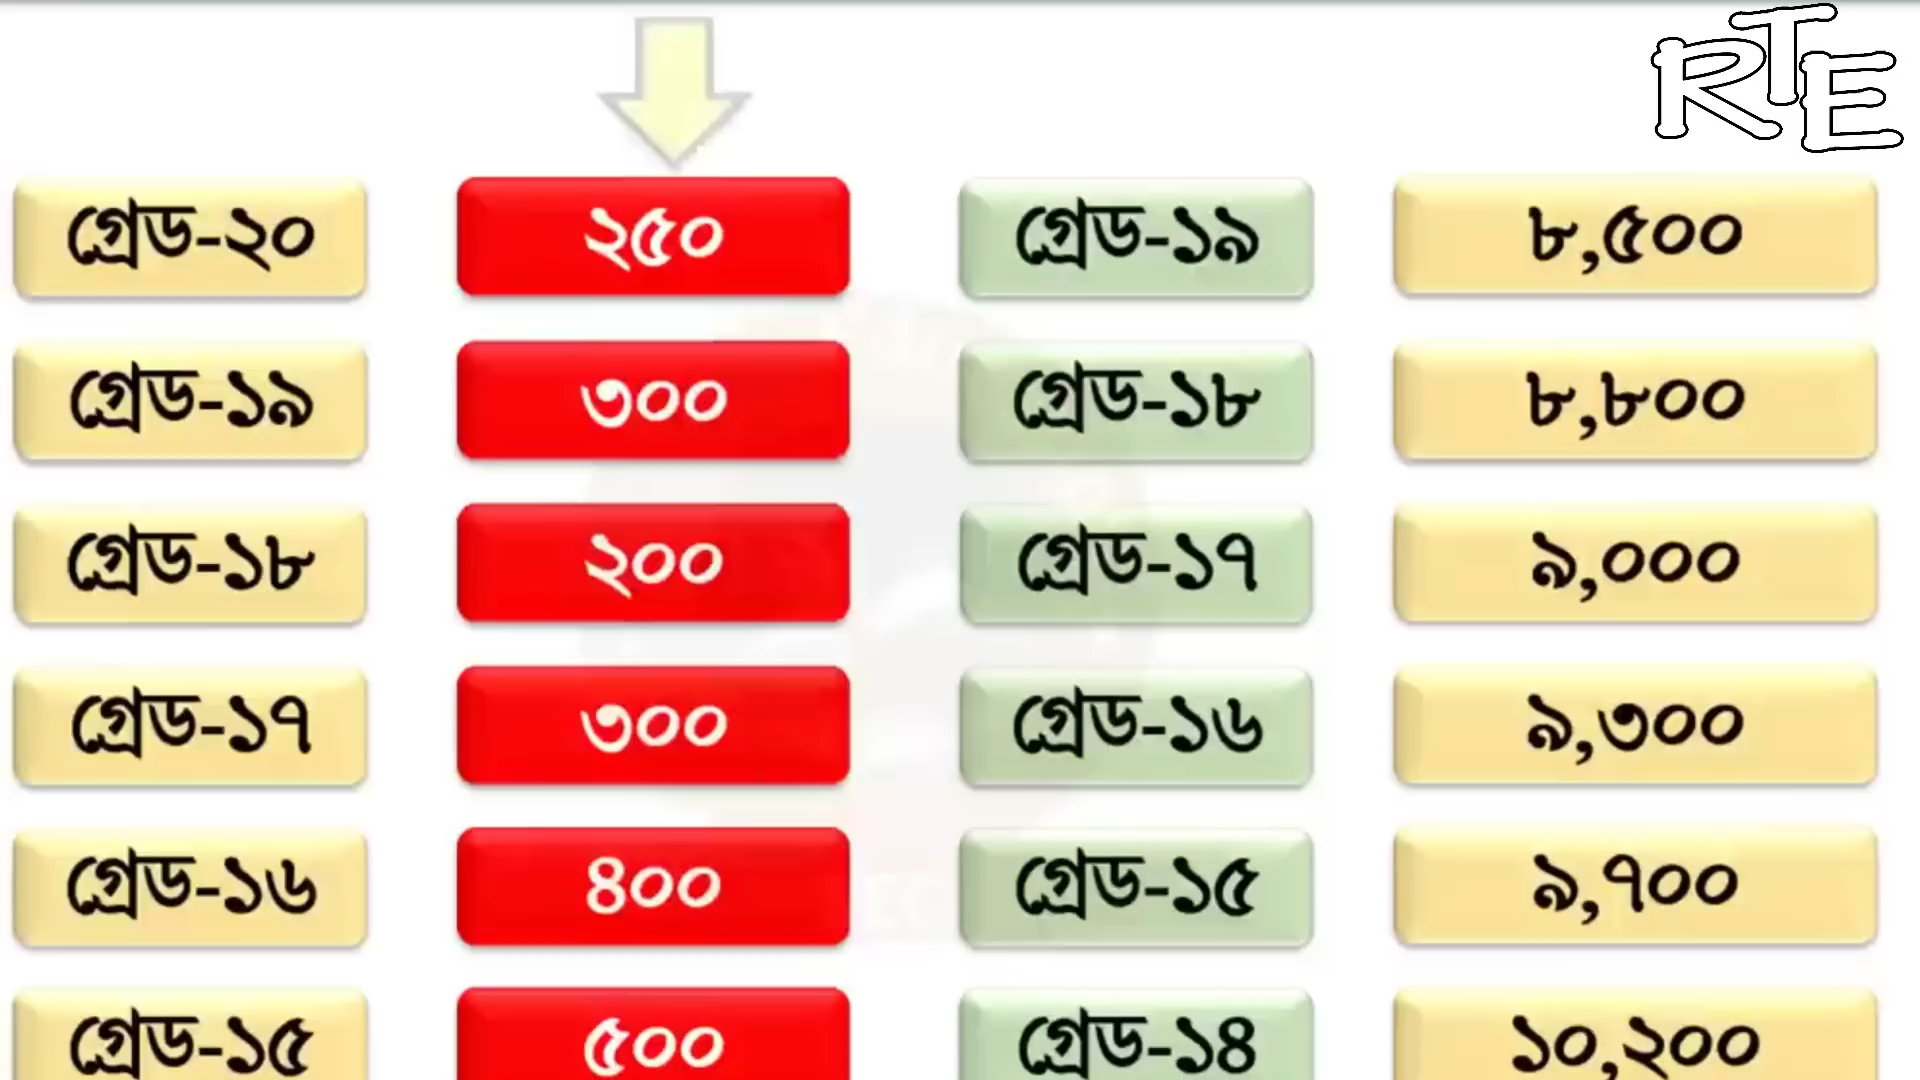 RTE
গ্রেড-২০ ২৫০ গ্রেড-১৯ ৮,৫০০
গ্রেড-১৯ ৩০০ গ্রেড-১৮ ৮,৮০০
গ্রেড-১৮ ২০০ গ্রেড-১৭ ৯,০০০
গ্রেড-১৭ ৩০০ গ্রেড-১৬ ৯,৩০০
গ্রেড-১৬ ৪০০ গ্রেড-১৫ ৯,৭০০
গ্রেড-১৫ ৫০০ গ্রেড-১৪ ১০,২০০